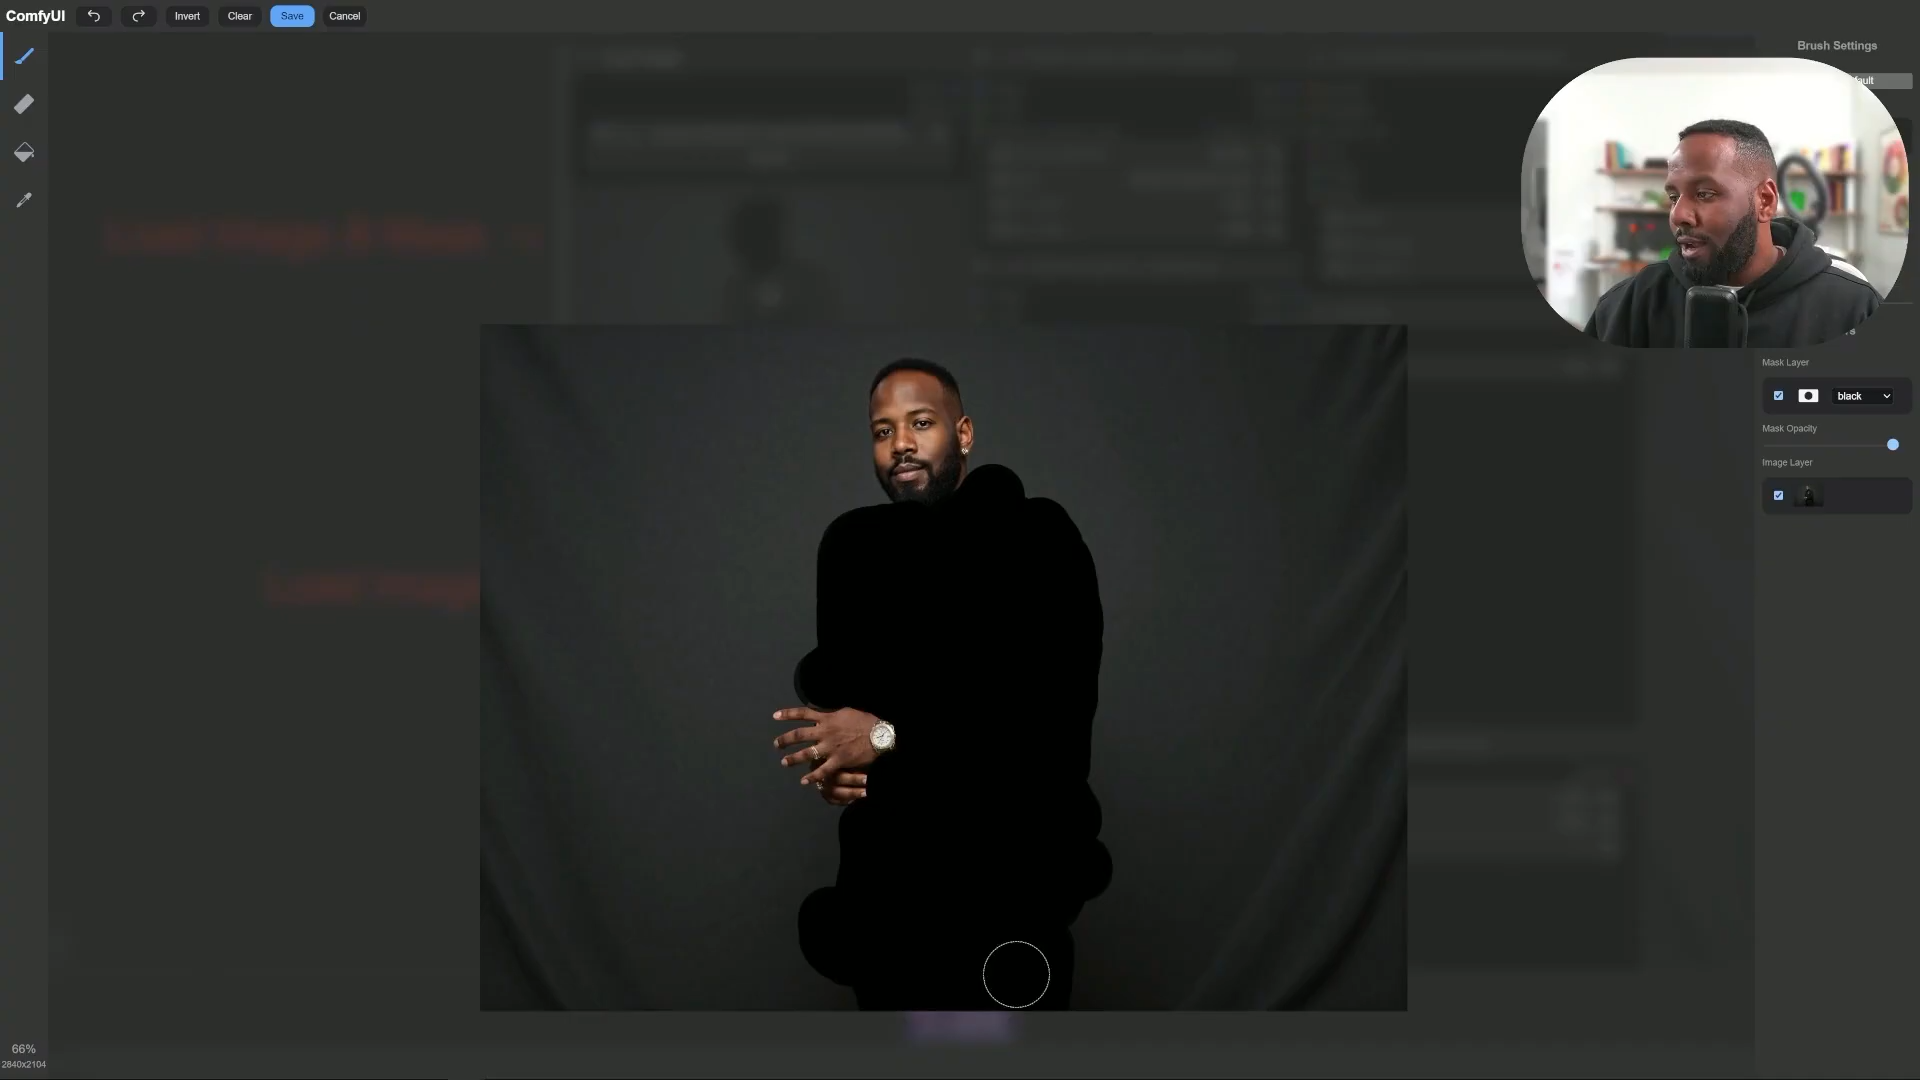 ComfyUI
Invert
Clear
Save
Cancel
Brush Settings
Mask Layer
black
Mask Opacity
Image Layer
66%
2840x2104